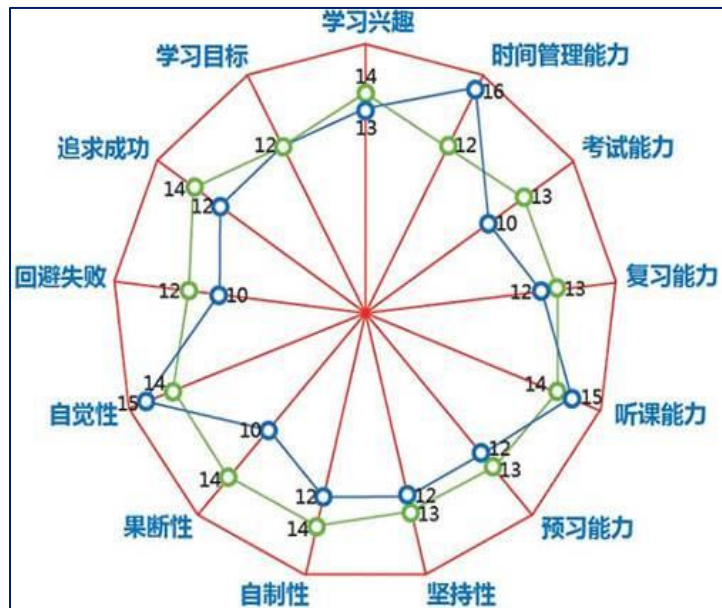 学习兴趣
学习目标
时间管理能力
14
16
13
追求成功
12
12
考试能力
14
13
12
10
回避失败
12
10
12
13
复习能力
14
14
15
15
自觉性
听课能力
10
12
14
13
果断性
12
12
预习能力
14
13
自制性
坚持性